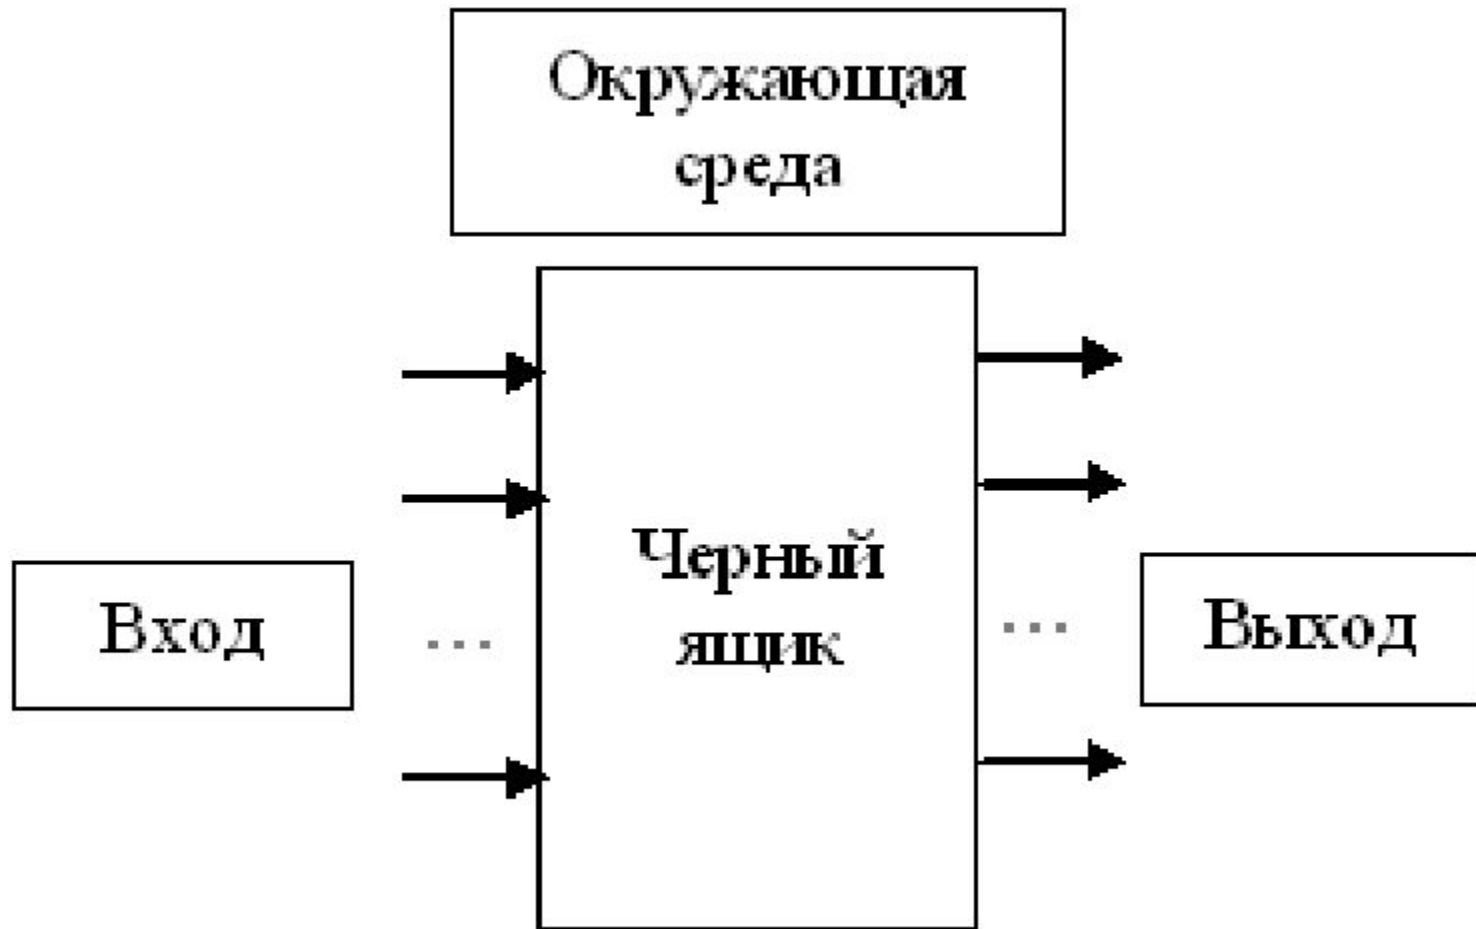 Окружающая
среда
Черный
ящик
Вход
...
...
Выход